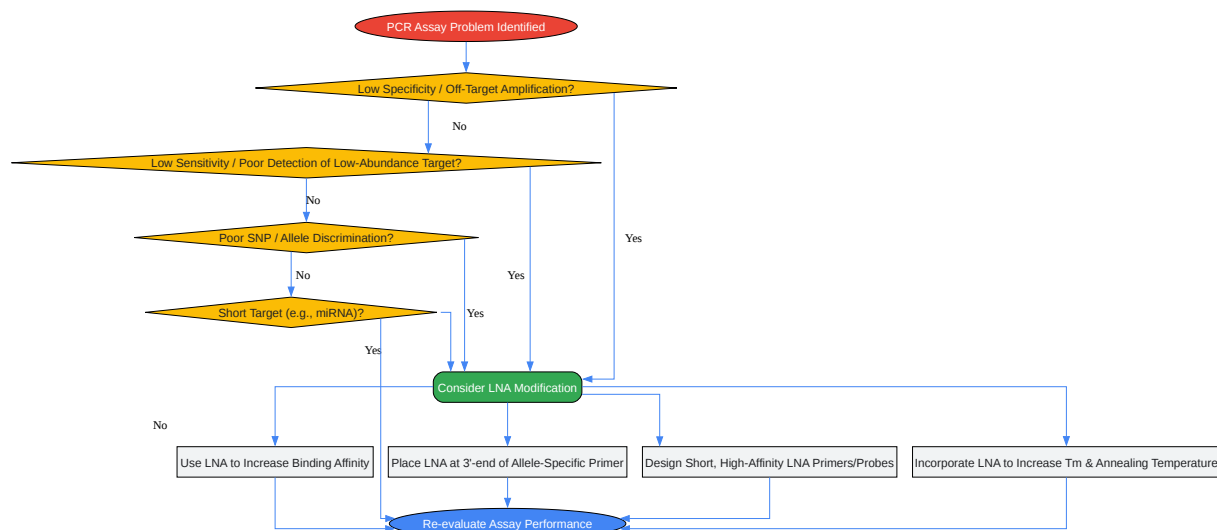 PCR Assay Problem Identified
Low Specificity / Off-Target Amplification?
No
Low Sensitivity / Poor Detection of Low-Abundance Target?
No
Poor SNP / Allele Discrimination?
Yes
No
Yes
Short Target (e.g., miRNA)?
Yes
Yes
Consider LNA Modification
No
Use LNA to Increase Binding Affinity
Place LNA at 3'-end of Allele-Specific Primer
Design Short, High-Affinity LNA Primers/Probes
Incorporate LNA to Increase Tm & Annealing Temperature
Re-evaluate Assay Performance